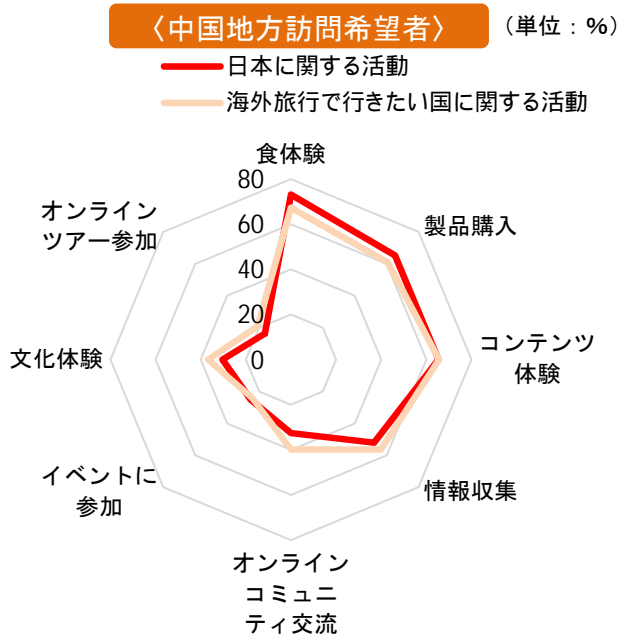 〈中国地方訪問希望者〉
（単位：%）
日本に関する活動
海外旅行で行きたい国に関する活動
食体験
80
60
40
20
0
製品購入
コンテンツ
体験
情報収集
オンライン
コミュニ
ティ交流
イベントに
参加
文化体験
オンライン
ツアー参加